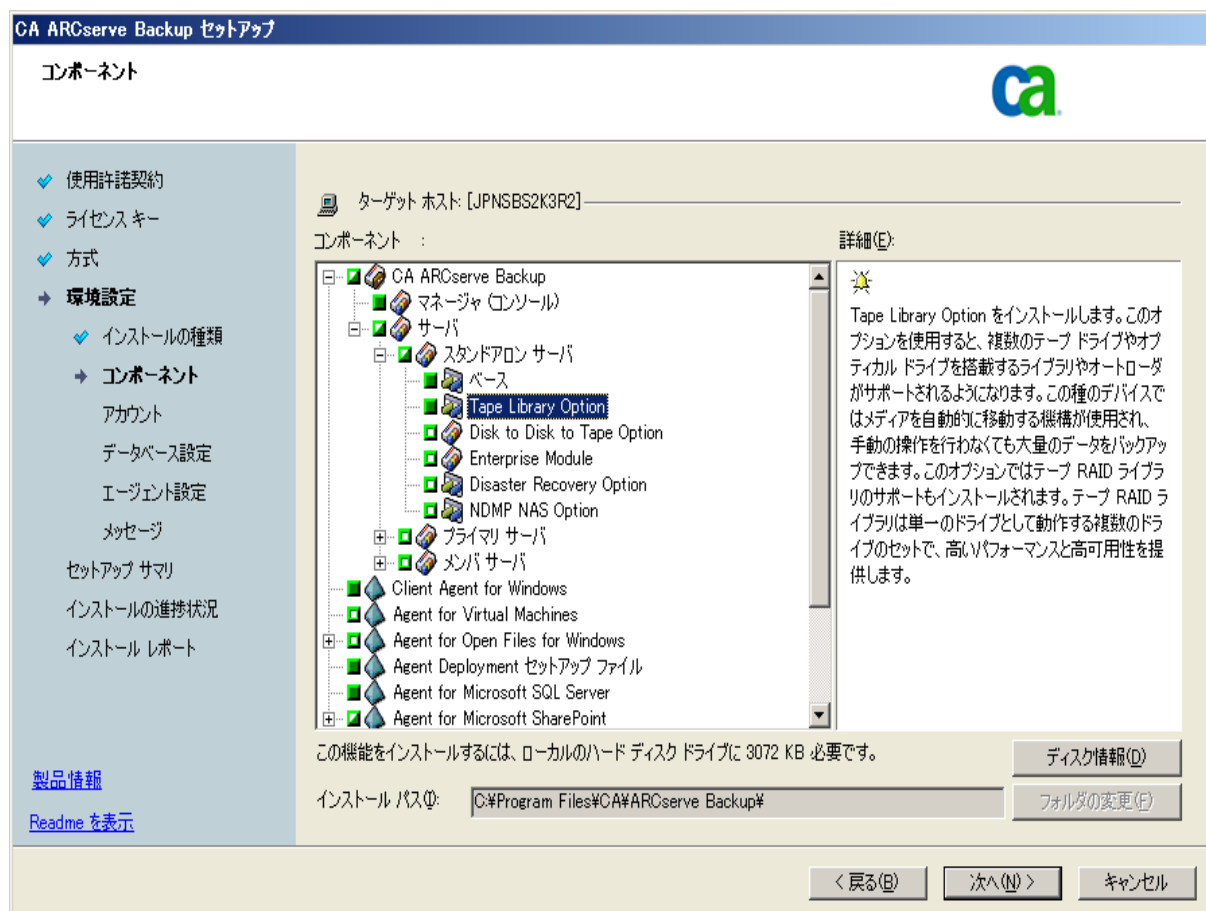 CA ARCserve Backup セットアップ
コンポーネント
ca
使用許諾契約
ライセンス キー
方式
環境設定
インストールの種類
コンポーネント
アカウント
データベース設定
エージェント設定
メッセージ
セットアップ サマリ
インストールの進捗状況
インストール レポート
製品情報
Readme を表示
ターゲット ホスト: [JPNSBS2K3R2]
コンポーネント :
CA ARCserve Backup
マネージャ (コンソール)
サーバ
スタンドアロン サーバ
ベース
Tape Library Option
Disk to Disk to Tape Option
Enterprise Module
Disaster Recovery Option
NDMP NAS Option
プライマリ サーバ
メンバ サーバ
Client Agent for Windows
Agent for Virtual Machines
Agent for Open Files for Windows
Agent Deployment セットアップ ファイル
Agent for Microsoft SQL Server
Agent for Microsoft SharePoint
詳細(E):
Tape Library Option をインストールします。このオ
プションを使用すると、複数のテープ ドライブやオプ
ティカル ドライブを搭載するライブラリやオートローダ
がサポートされるようになります。この種のデバイスで
はメディアを自動的に移動する機構が使用され、
手動の操作を行わなくても大量のデータをバックアッ
プできます。このオプションではテープ RAID ライブラ
リのサポートもインストールされます。テープ RAID ラ
イブラリは単一のドライブとして動作する複数のドラ
イブのセットで、高いパフォーマンスと高可用性を提
供します。
この機能をインストールするには、ローカルのハード ディスク ドライブに 3072 KB 必要です。
ディスク情報(D)
インストール パス(I):
C:¥Program Files¥CA¥ARCserve Backup¥
フォルダの変更(F)
< 戻る(B)
次へ(N) >
キャンセル